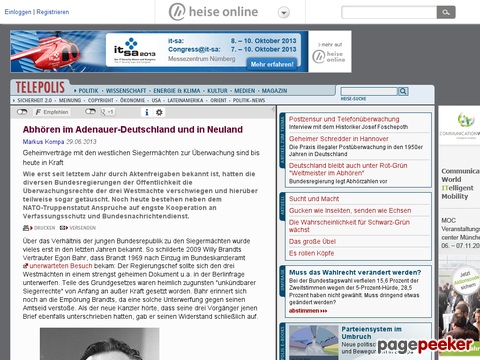 Einloggen | Registrieren
heise online
it-sa: 8. – 10. Oktober 2013
Congress@it-sa: 7. – 10. Oktober 2013
Messezentrum Nürnberg
Mehr erfahren!
it-sa 2013
i-mehr auf
heise online
TELEPOLIS
POLITIK WISSENSCHAFT ENERGIE & KLIMA KULTUR MEDIEN MAGAZIN
SICHERHEIT 2.0 MEINUNG COPYRIGHT ÖKONOMIE USA LATEINAMERIKA ORIENT POLITIK-NEWS
HEISE-SUCHE
Empfehlen
Abhören im Adenauer-Deutschland und in Neuland
Markus Kompa 29.06.2013
Geheimverträge mit den westlichen Siegermächten zur Überwachung sind bis
heute in Kraft
Wie erst seit letztem Jahr durch Aktenfreigaben bekannt ist, hatten die
diversen Bundesregierungen der Öffentlichkeit die
Überwachungsrechte der drei Westmächte verschwiegen und hierüber
teilweise sogar getäuscht. Noch heute bestehen neben dem
NATO-Truppenstatut Ansprüche auf engste Kooperation an
Verfassungsschutz und Bundesnachrichtendienst.
DRUCKEN VERSENDEN
Über das Verhältnis der jungen Bundesrepublik zu den Siegermächten wurde
vieles erst in den letzten Jahren bekannt. So schilderte 2009 Willy Brandts
Vertrauter Egon Bahr, dass Brandt 1969 nach Einzug im Bundeskanzleramt
unerwarteten Besuch bekam: Der Regierungschef sollte sich den drei
Westmächten in einem strengst geheimen Dokument u.a. in der Berlinfrage
unterwerfen. Teile des Grundgesetzes waren heimlich zugunsten "unkündbarer
Siegerrechte" von Anfang an außer Kraft gesetzt worden. Bahr erinnert sich
noch an die Empörung Brandts, da eine solche Unterwerfung gegen seinen
Amtseid verstoße. Als der neue Kanzler hörte, dass seine drei Vorgänger jenen
Brief ebenfalls unterschrieben hatten, gab er seinen Widerstand schließlich auf.
Postzensur und Telefonüberwachung
Interview mit dem Historiker Josef Foschepoth
Geheimer Schredder in Hannover
Die Praxis illegaler Postüberwachung in den 1950er
Jahren in Deutschland
Deutschland bleibt auch unter Rot-Grün
"Weltmeister im Abhören"
Bundesregierung legt Abhörzahlen vor
Sucht und Macht
Gucken wie Insekten, senden wie Echsen
Die Wahrscheinlichkeit für Schwarz-Grün
wächst
Das große Übel
Es rollen Köpfe
Muss das Wahlrecht verändert werden?
Bei der Bundestagswahl verfielen 15,6 Prozent der
Zweitstimmen wegen der 5-Prozent-Hürde, 28,5
Prozent haben nicht gewählt. Muss dringend etwas
geändert werden?
abstimmen
Parteiensystem im
Umbruch
Communication
World
ITelligent
Mobility
MOC
Veranstaltungs-
center München
06. – 07.11.20
pagepeeker